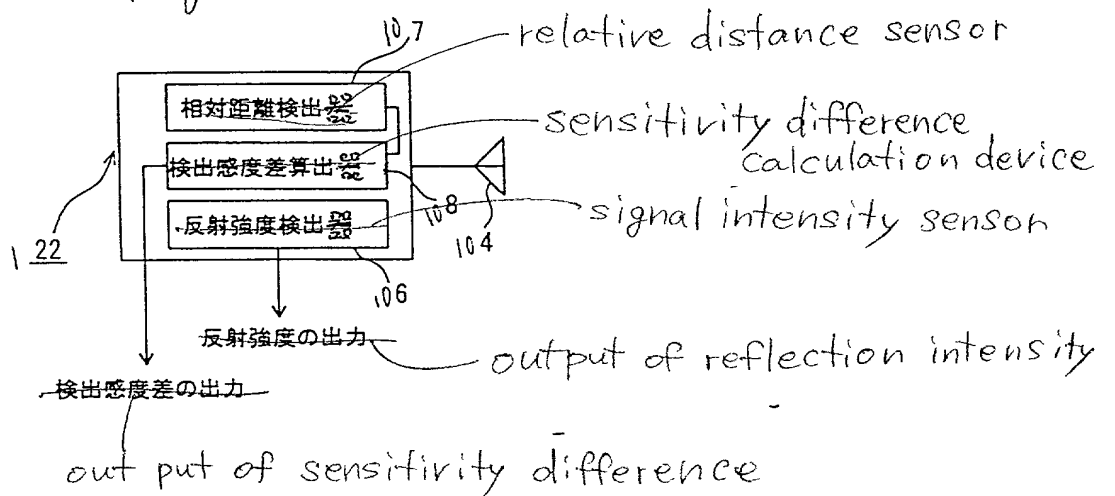 107
relative distance sensor
相対距離検出器
sensitivity difference
calculation device
検出感度差算出器
108
signal intensity sensor
反射強度検出器
104
1 22
106
反射強度の出力
output of reflection intensity
検出感度差の出力
out put of sensitivity difference